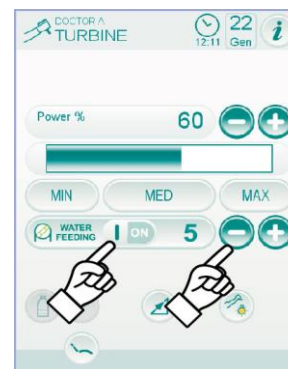 DOCTOR A
TURBINE
12:11
22
Gen
i
Power %
60
MIN
MED
MAX
WATER
FEEDING
I
ON
5